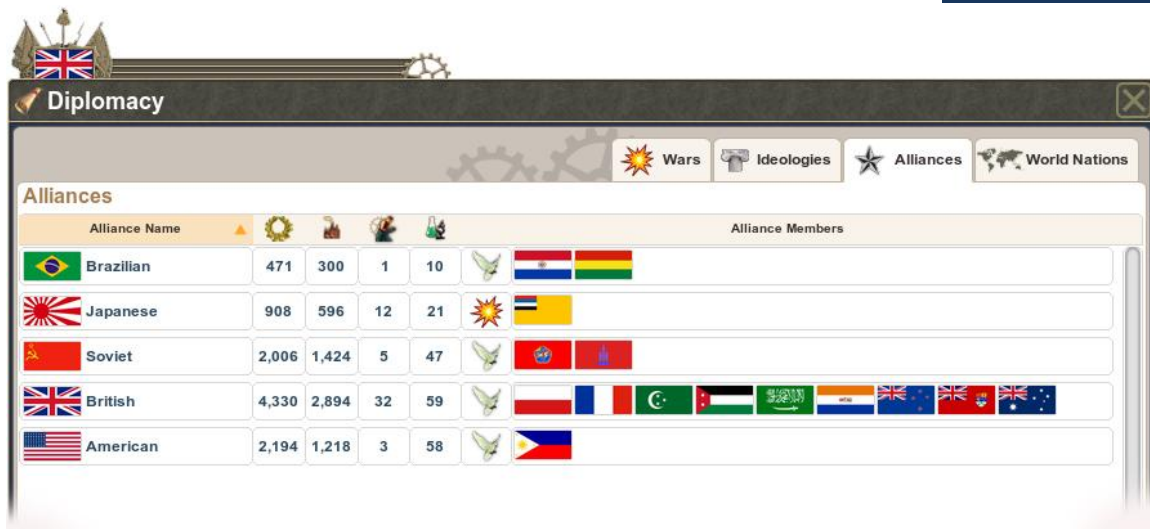 Diplomacy
Wars Ideologies Alliances World Nations
Alliances
Alliance Name Alliance Members
Brazilian 471 300 1 10
Japanese 908 596 12 21
Soviet 2,006 1,424 5 47
British 4,330 2,894 32 59
American 2,194 1,218 3 58